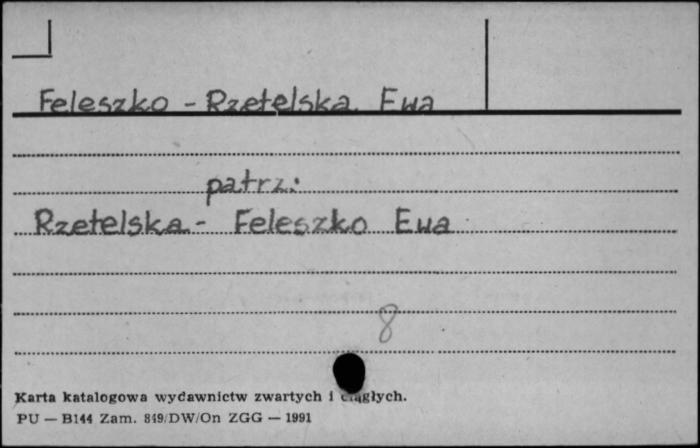 Feleszko - Rzetelska Ewa
patrz:
Rzetelska - Feleszko Ewa
8
Karta katalogowa wydawnictw zwartych i ciągłych.
PU — B144 Zam. 849/DW/On ZGG — 1991